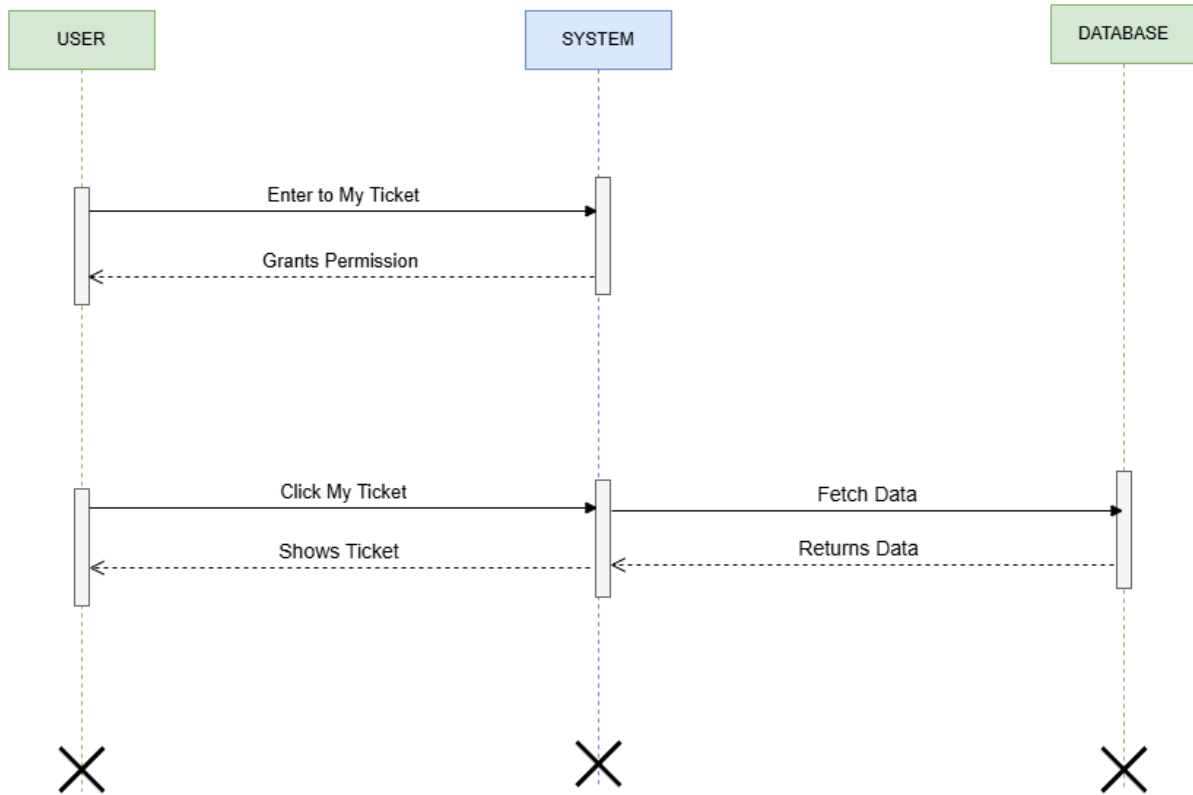 USER
SYSTEM
DATABASE
Enter to My Ticket
Grants Permission
Click My Ticket
Fetch Data
Shows Ticket
Returns Data